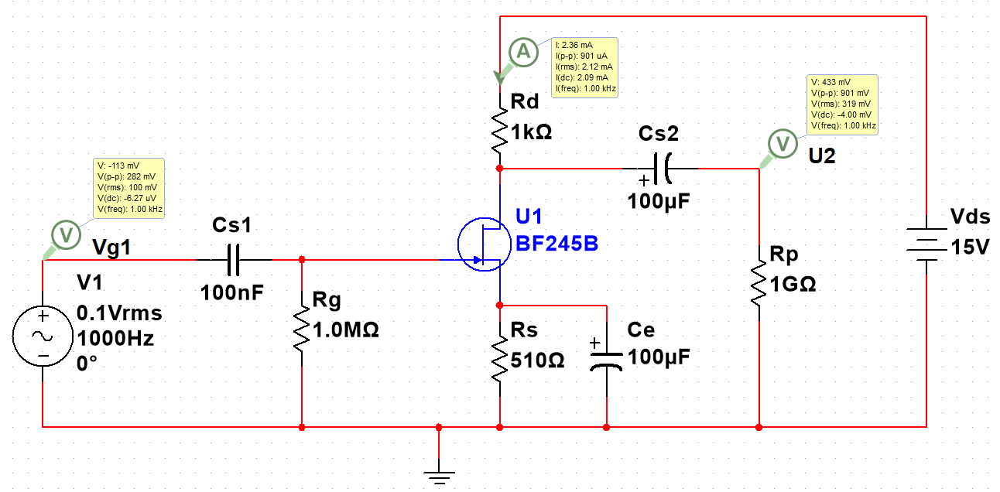 A
I: 2.36 mA
I(p-p): 901 uA
I(rms): 2.12 mA
I(dc): 2.09 mA
I(freq): 1.00 kHz
Rd
1kΩ
V: 433 mV
V(p-p): 901 mV
V(rms): 319 mV
V(dc): -4.00 mV
V(freq): 1.00 kHz
V
U2
Cs2
+
100µF
V: -113 mV
V(p-p): 282 mV
V(rms): 100 mV
V(dc): -6.27 uV
V(freq): 1.00 kHz
V
Vg1
Cs1
100nF
U1
BF245B
Vds
15V
V1
0.1Vrms
1000Hz
0°
+
Rg
1.0MΩ
Rs
510Ω
+
Ce
100µF
Rp
1GΩ